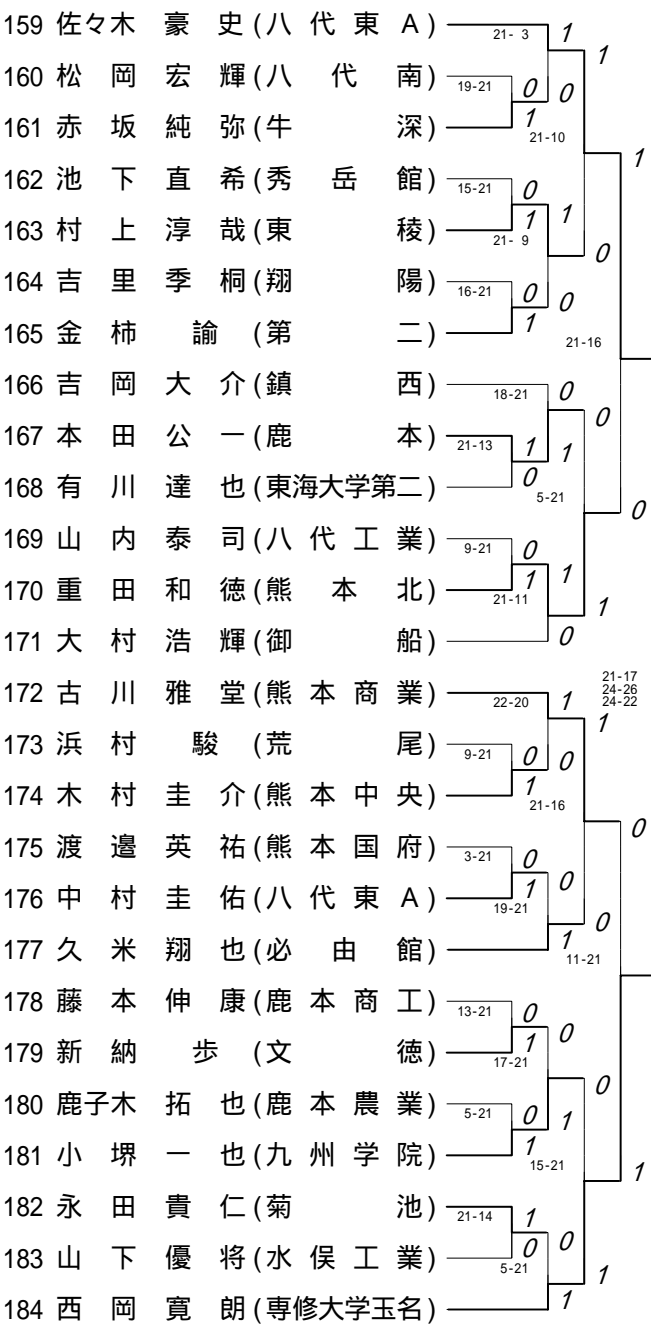 159 佐々木 豪 史 (八 代 東 A) 21- 3 1
1
160 松 岡 宏 輝 (八 代 南) 19-21 0 0
161 赤 坂 純 弥 (牛 深) 1 21-10
1
162 池 下 直 希 (秀 岳 館) 15-21 0
163 村 上 淳 哉 (東 稜) 1 21- 9 1
0
164 吉 里 季 桐 (翔 陽) 16-21 0 0
165 金 柿 諭 (第 二) 1 21-16
166 吉 岡 大 介 (鎮 西) 18-21 0
0
167 本 田 公 一 (鹿 本) 21-13 1 1
168 有 川 達 也 (東海大学第二) 0 5-21
0
169 山 内 泰 司 (八 代 工 業) 9-21 0
170 重 田 和 徳 (熊 本 北) 1 21-11 1
1
171 大 村 浩 輝 (御 船) 0
21-17
24-26
24-22
172 古 川 雅 堂 (熊 本 商 業) 22-20 1
1
173 浜 村 駿 (荒 尾) 9-21 0 0
174 木 村 圭 介 (熊 本 中 央) 1 21-16
0
175 渡 邉 英 祐 (熊 本 国 府) 3-21 0
176 中 村 圭 佑 (八 代 東 A) 1 19-21 0
0
177 久 米 翔 也 (必 由 館) 1 11-21
178 藤 本 伸 康 (鹿 本 商 工) 13-21 0
179 新 納 歩 (文 徳) 1 17-21 0
0
180 鹿子木 拓 也 (鹿 本 農 業) 5-21 0 1
181 小 堺 一 也 (九 州 学 院) 1 15-21
1
182 永 田 貴 仁 (菊 池) 21-14 1
183 山 下 優 将 (水 俣 工 業) 0 5-21 0
1
184 西 岡 寛 朗 (専修大学玉名) 1